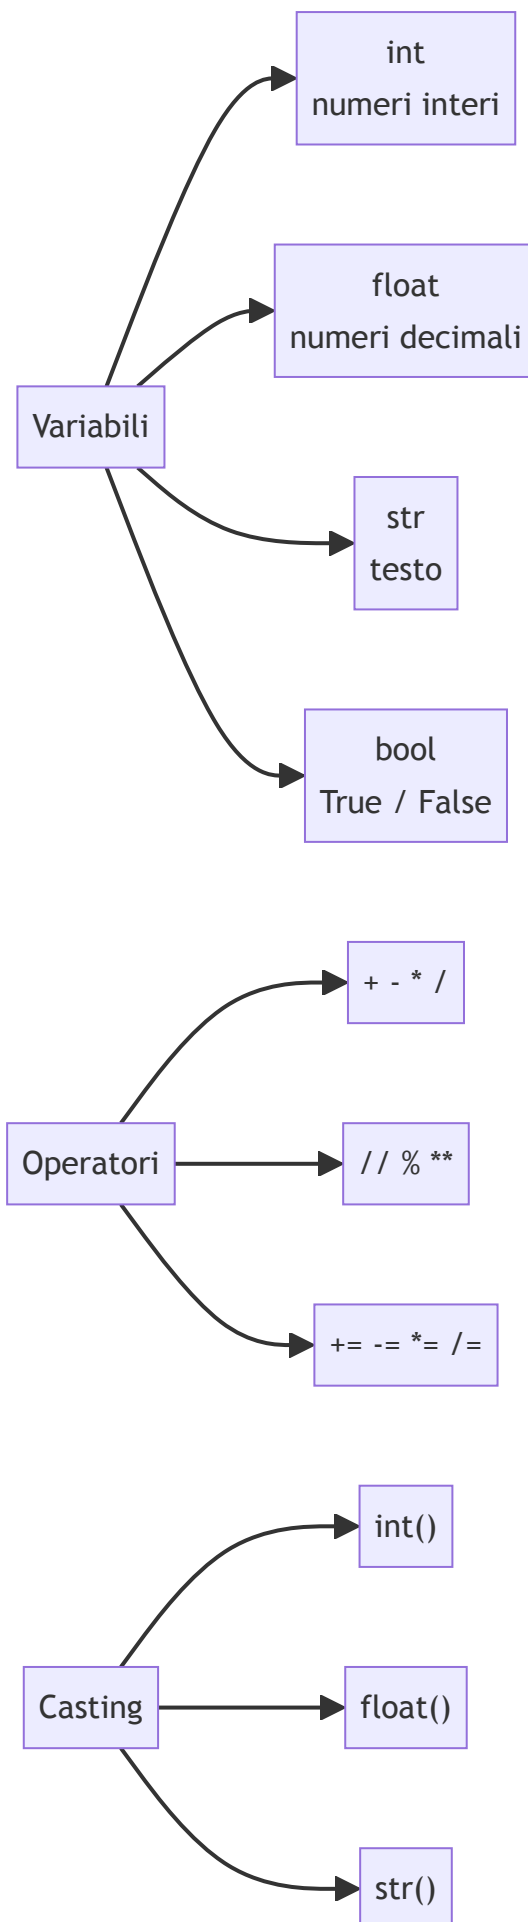 int
numeri interi
float
numeri decimali
Variabili
str
testo
bool
True / False
+ - * /
Operatori
// % **
+= -= *= /=
int()
Casting
float()
str()